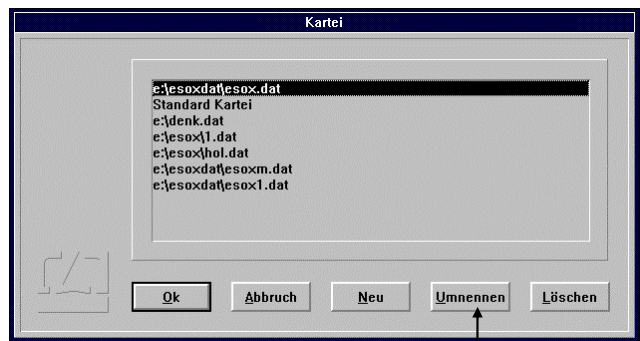 Kartei
e:\esoxdat\esox.dat
Standard Kartei
e:\denk.dat
e:\esox\1.dat
e:\esox\hol.dat
e:\esoxdat\esoxm.dat
e:\esoxdat\esox1.dat
Ok Abbruch Neu Umnennen Löschen